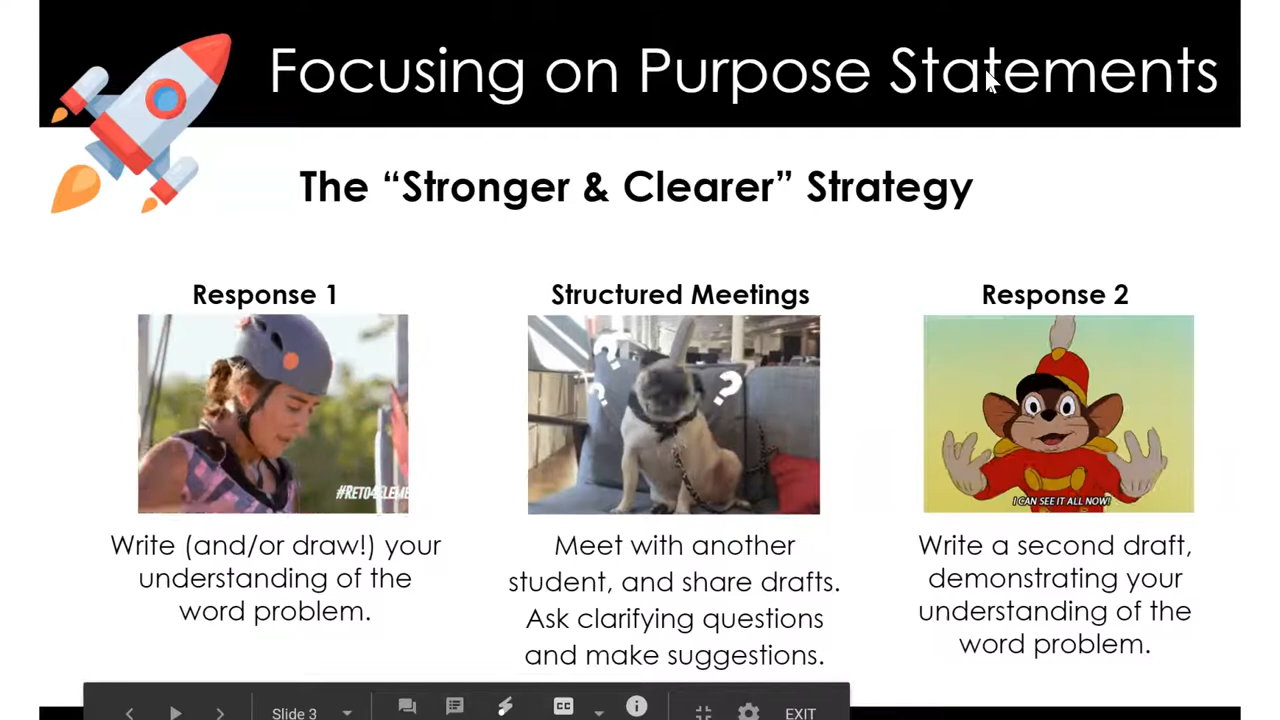 Focusing on Purpose Statements
The “Stronger & Clearer” Strategy
Response 1
Structured Meetings
Response 2
? ? ?
#RETO4ELEME
I CAN SEE IT ALL NOW!
Write (and/or draw!) your
understanding of the
word problem.
Meet with another
student, and share drafts.
Ask clarifying questions
and make suggestions.
Write a second draft,
demonstrating your
understanding of the
word problem.
Slide 3
CC
EXIT